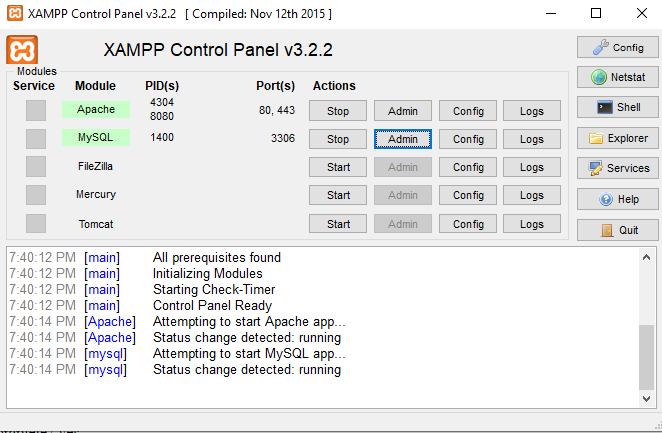 XAMPP Control Panel v3.2.2 [ Compiled: Nov 12th 2015 ]
XAMPP Control Panel v3.2.2
Config
Modules
Service Module PID(s) Port(s) Actions
Netstat
Apache 4304 8080 80, 443 Stop Admin Config Logs
Shell
MySQL 1400 3306 Stop Admin Config Logs
Explorer
FileZilla Start Admin Config Logs
Services
Mercury Start Admin Config Logs
Help
Tomcat Start Admin Config Logs
Quit
7:40:12 PM [main] All prerequisites found
7:40:12 PM [main] Initializing Modules
7:40:12 PM [main] Starting Check-Timer
7:40:12 PM [main] Control Panel Ready
7:40:14 PM [Apache] Attempting to start Apache app...
7:40:14 PM [Apache] Status change detected: running
7:40:14 PM [mysql] Attempting to start MySQL app...
7:40:14 PM [mysql] Status change detected: running